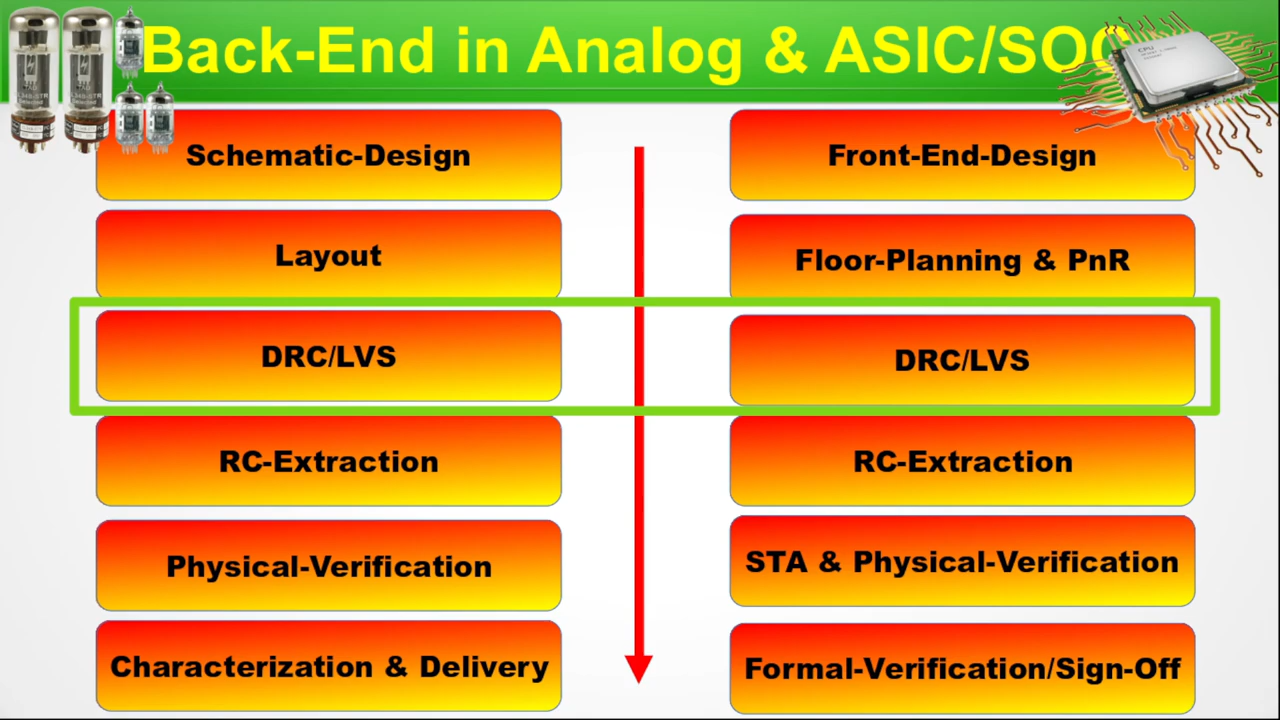 Back-End in Analog & ASIC/SOC
CPU
Schematic-Design
Front-End-Design
Layout
Floor-Planning & PnR
DRC/LVS
DRC/LVS
RC-Extraction
RC-Extraction
Physical-Verification
STA & Physical-Verification
Characterization & Delivery
Formal-Verification/Sign-Off